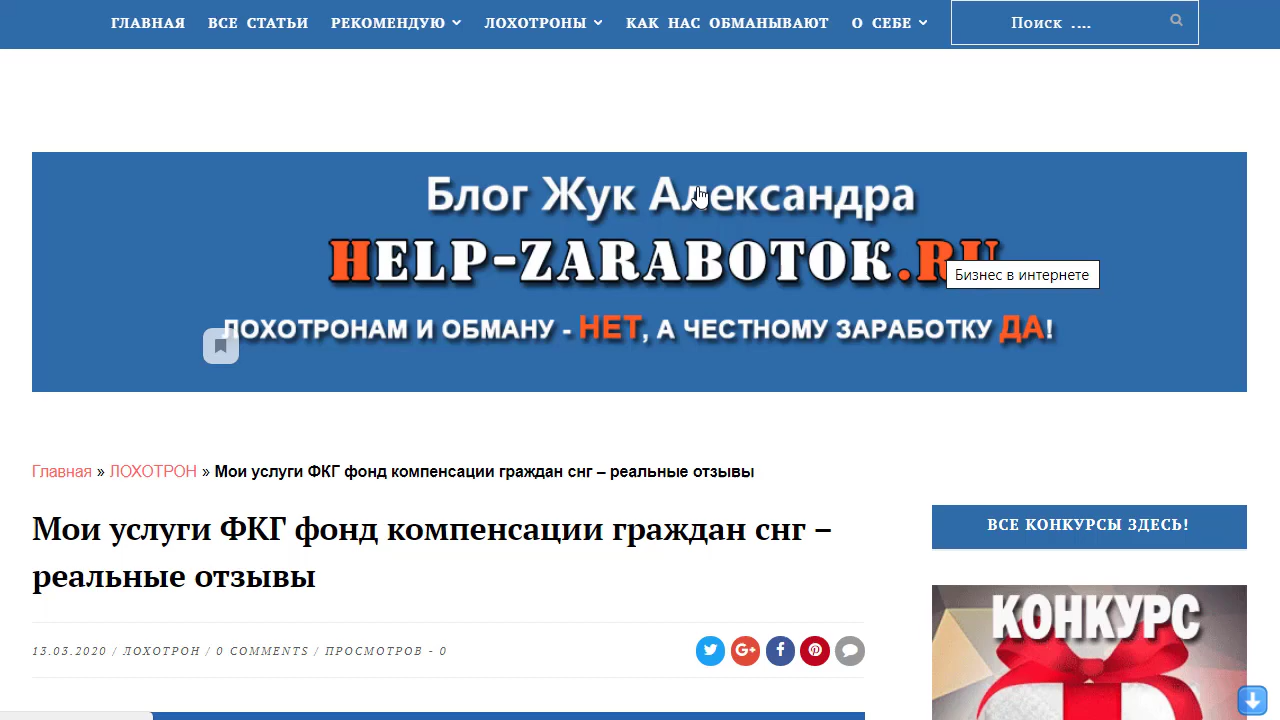 ГЛАВНАЯ ВСЕ СТАТЬИ РЕКОМЕНДУЮ ЛОХОТРОНЫ КАК НАС ОБМАНЫВАЮТ О СЕБЕ Поиск ....
Блог Жук Александра
HELP-ZARABOTOK.RU
Бизнес в интернете
ЛОХОТРОНАМ И ОБМАНУ - НЕТ, А ЧЕСТНОМУ ЗАРАБОТКУ ДА!
Главная » ЛОХОТРОН » Мои услуги ФКГ фонд компенсации граждан снг – реальные отзывы
Мои услуги ФКГ фонд компенсации граждан снг –
реальные отзывы
13.03.2020 / ЛОХОТРОН / 0 COMMENTS / ПРОСМОТРОВ - 0
ВСЕ КОНКУРСЫ ЗДЕСЬ!
КОНКУРС